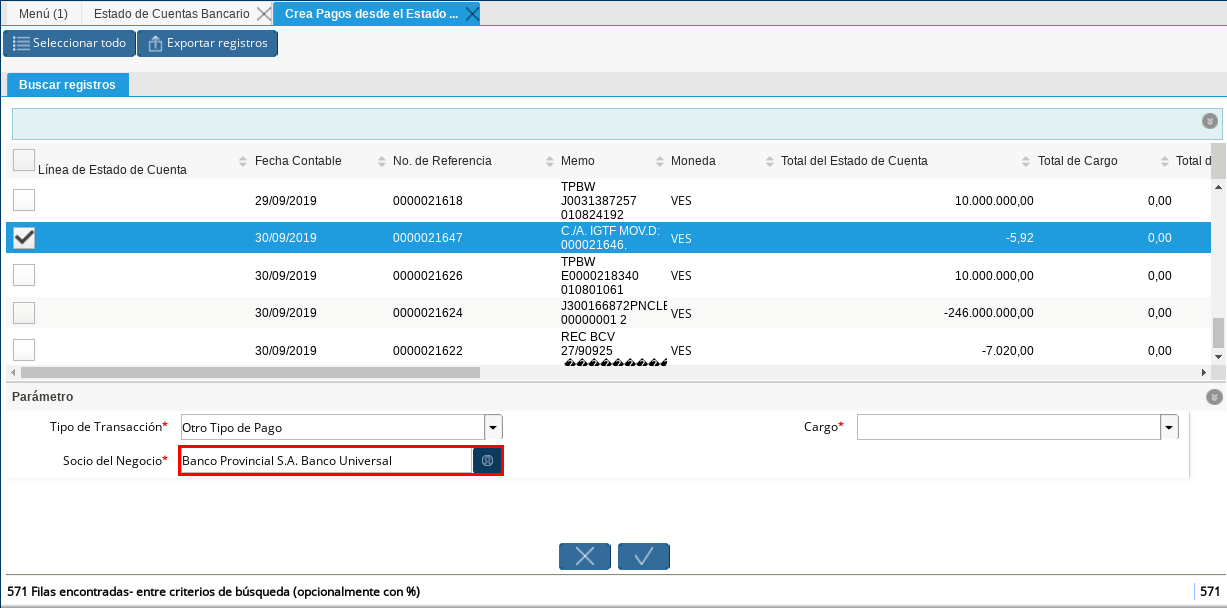 Menú (1)
Estado de Cuentas Bancario
Crea Pagos desde el Estado ...
Seleccionar todo
Exportar registros
Buscar registros
Línea de Estado de Cuenta
Fecha Contable
No. de Referencia
Memo
Moneda
Total del Estado de Cuenta
Total de Cargo
Total d
29/09/2019
0000021618
TPBW
J0031387257
010824192
VES
10.000.000,00
0,00
30/09/2019
0000021647
C./A. IGTF MOV.D:
000021646.
VES
-5,92
0,00
30/09/2019
0000021626
TPBW
E0000218340
010801061
VES
10.000.000,00
0,00
30/09/2019
0000021624
J300166872PNCLE
00000001 2
VES
-246.000.000,00
0,00
30/09/2019
0000021622
REC BCV
27/90925
VES
-7.020,00
0,00
Parámetro
Tipo de Transacción*
Otro Tipo de Pago
Cargo*
Socio del Negocio*
Banco Provincial S.A. Banco Universal
571 Filas encontradas- entre criterios de búsqueda (opcionalmente con %)
571